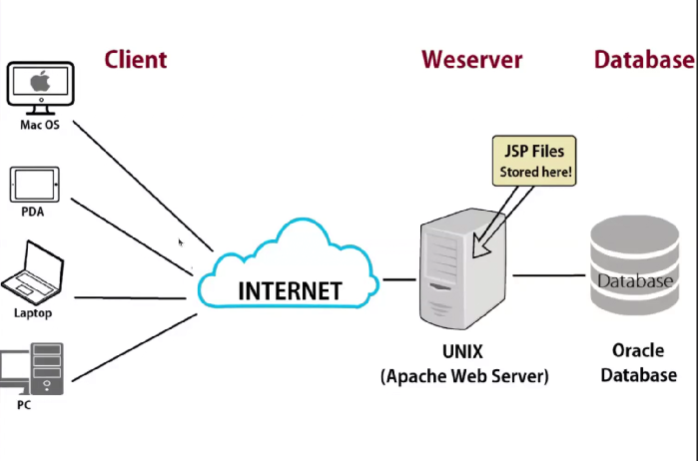 Client
Weserver
Database
Mac OS
PDA
Laptop
PC
INTERNET
JSP Files
Stored here!
UNIX
(Apache Web Server)
Database
Oracle
Database